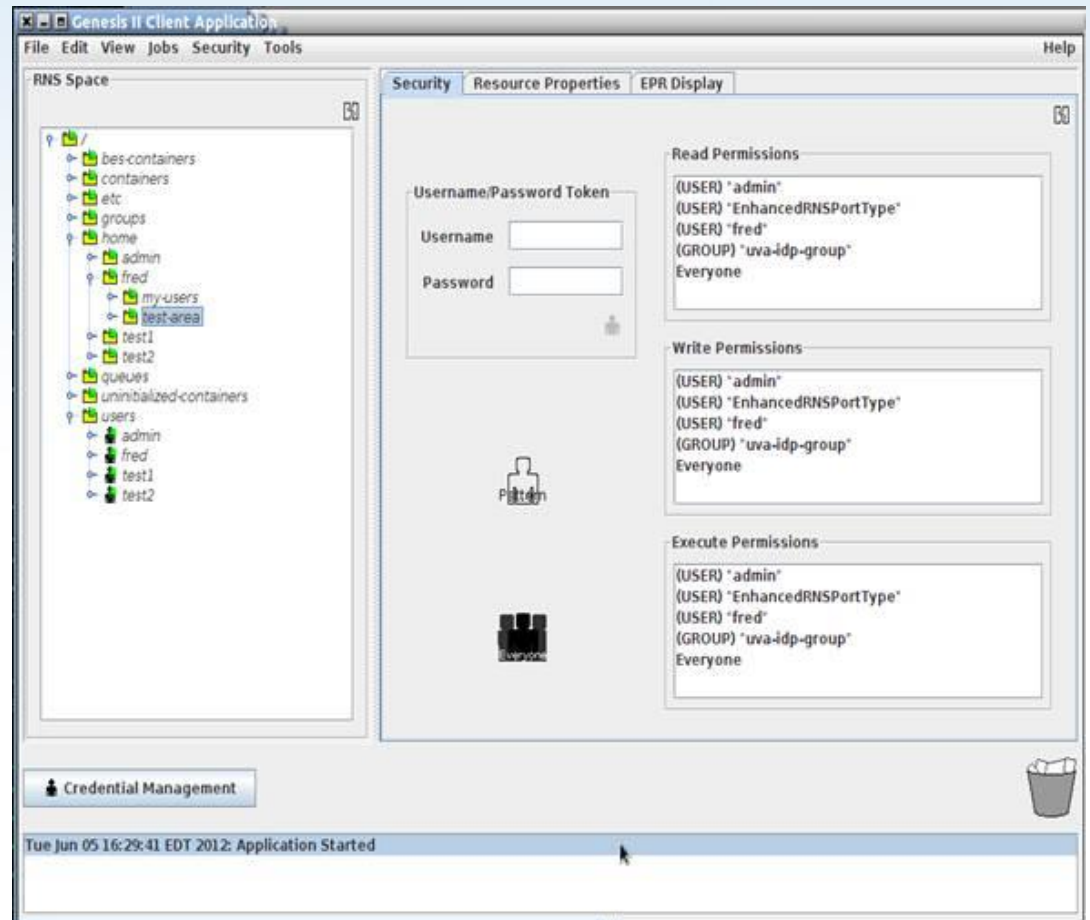 Genesis II Client Application
File Edit View Jobs Security Tools Help
RNS Space
/
bes-containers
containers
etc
groups
home
admin
fred
my-users
test-area
test1
test2
queues
uninitialized-containers
users
admin
fred
test1
test2
Security Resource Properties EPR Display
Username/Password Token
Username
Password
Pattern
Everyone
Read Permissions
(USER) "admin"
(USER) "EnhancedRNSPortType"
(USER) "fred"
(GROUP) "uva-idp-group"
Everyone
Write Permissions
(USER) "admin"
(USER) "EnhancedRNSPortType"
(USER) "fred"
(GROUP) "uva-idp-group"
Everyone
Execute Permissions
(USER) "admin"
(USER) "EnhancedRNSPortType"
(USER) "fred"
(GROUP) "uva-idp-group"
Everyone
Credential Management
Tue Jun 05 16:29:41 EDT 2012: Application Started